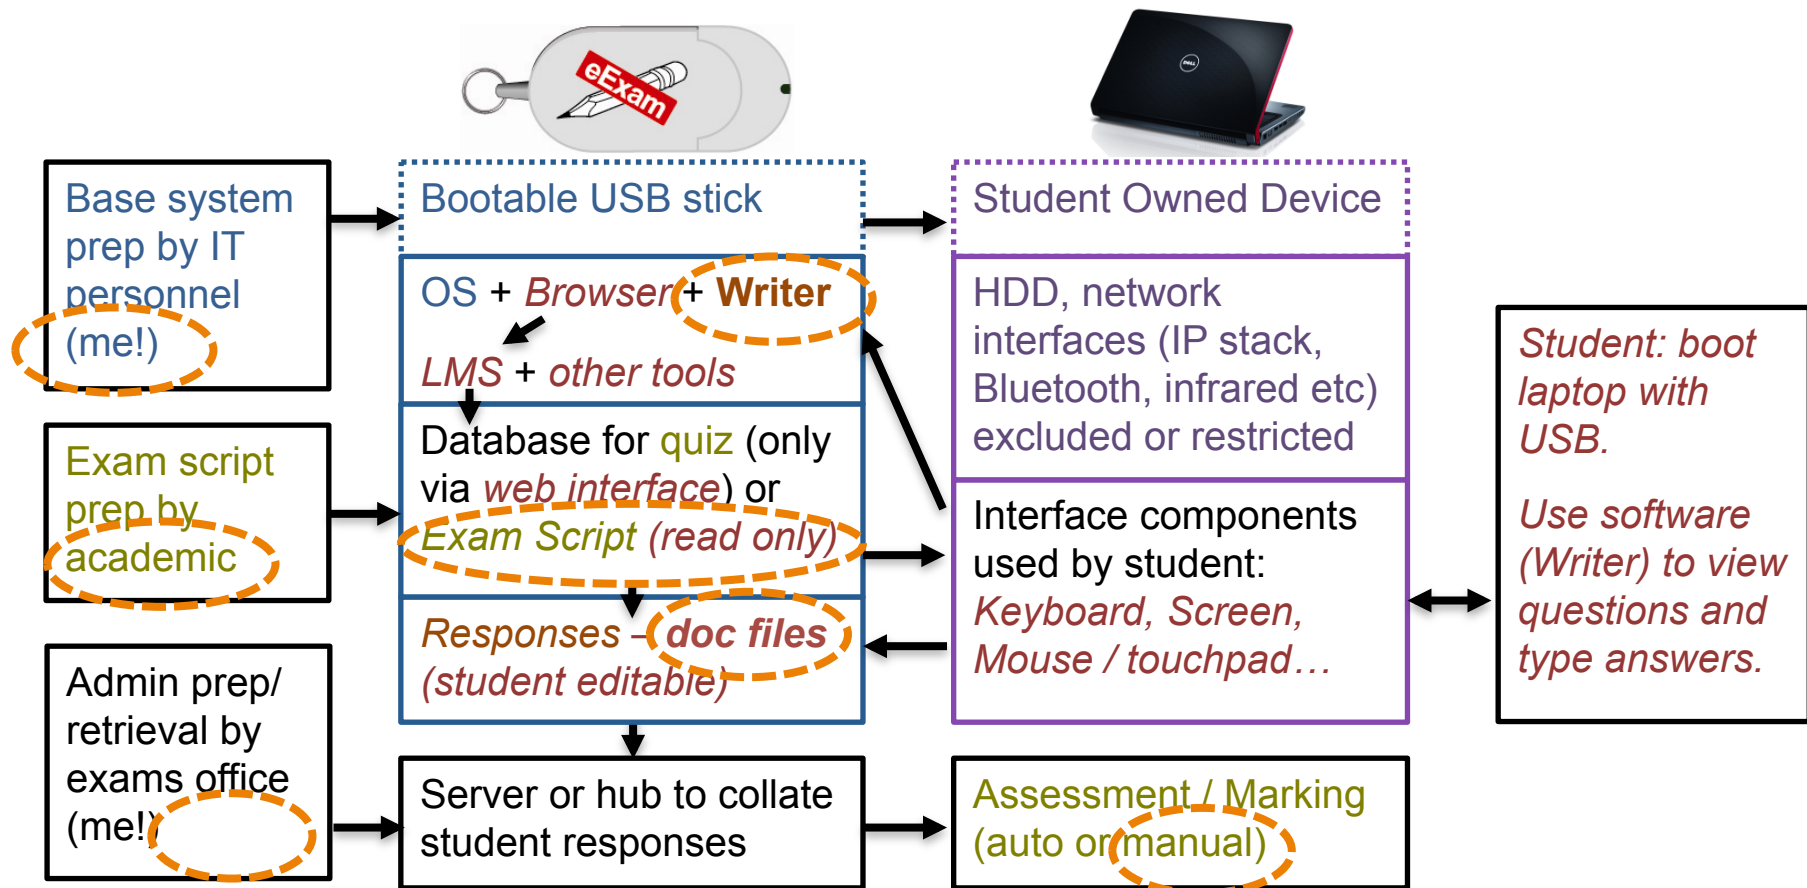 eExam
DELL
Base system
prep by IT
personnel
(me!)
Bootable USB stick
OS + Browser + Writer
LMS + other tools
Student Owned Device
HDD, network
interfaces (IP stack,
Bluetooth, infrared etc)
excluded or restricted
Student: boot
laptop with
USB.
Use software
(Writer) to view
questions and
type answers.
Exam script
prep by
academic
Database for quiz (only
via web interface) or
Exam Script (read only)
Interface components
used by student:
Keyboard, Screen,
Mouse / touchpad…
Responses – doc files
(student editable)
Admin prep/
retrieval by
exams office
(me!)
Server or hub to collate
student responses
Assessment / Marking
(auto or manual)